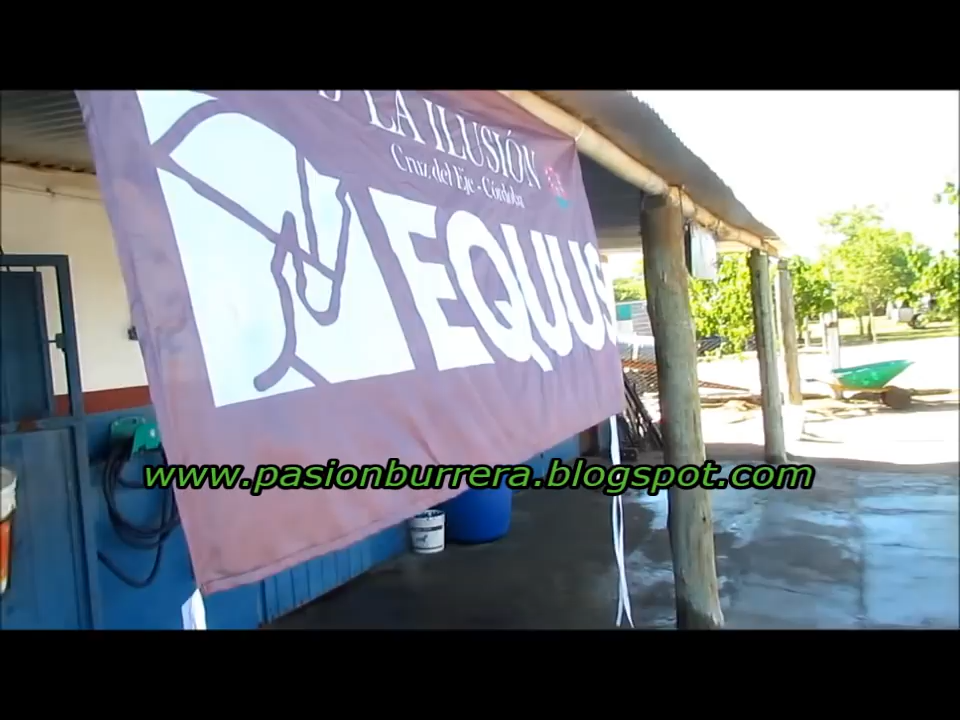 LA ILUSIÓN
Cruz del Eje - Córdoba
EQUUS
www.pasionburrera.blogspot.com